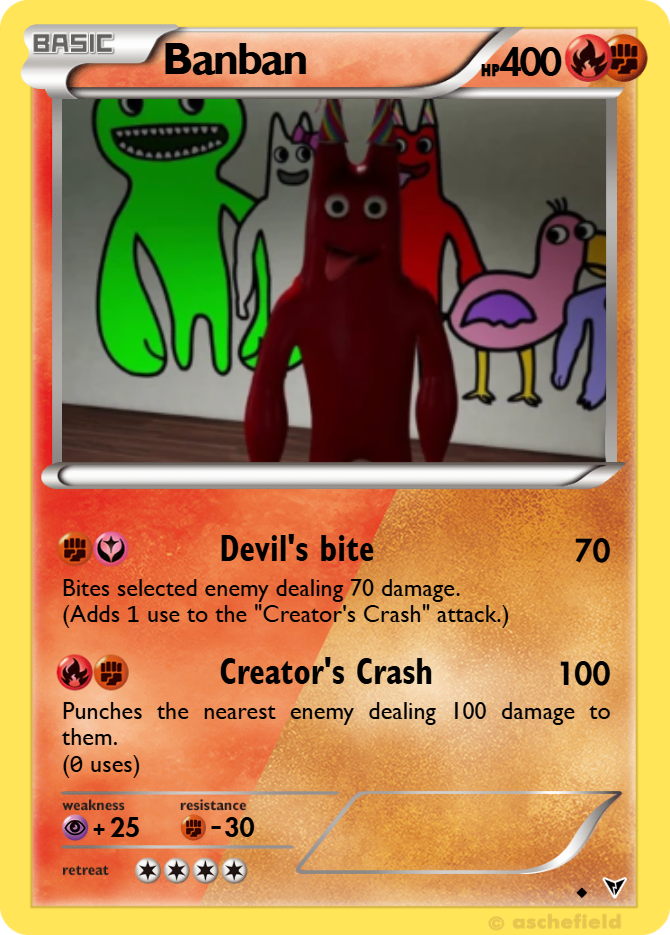 BASIC
Banban
HP400
Devil's bite 70
Bites selected enemy dealing 70 damage.
(Adds 1 use to the "Creator's Crash" attack.)
Creator's Crash 100
Punches the nearest enemy dealing 100 damage to
them.
(0 uses)
weakness resistance
+25 -30
retreat
© aschefield